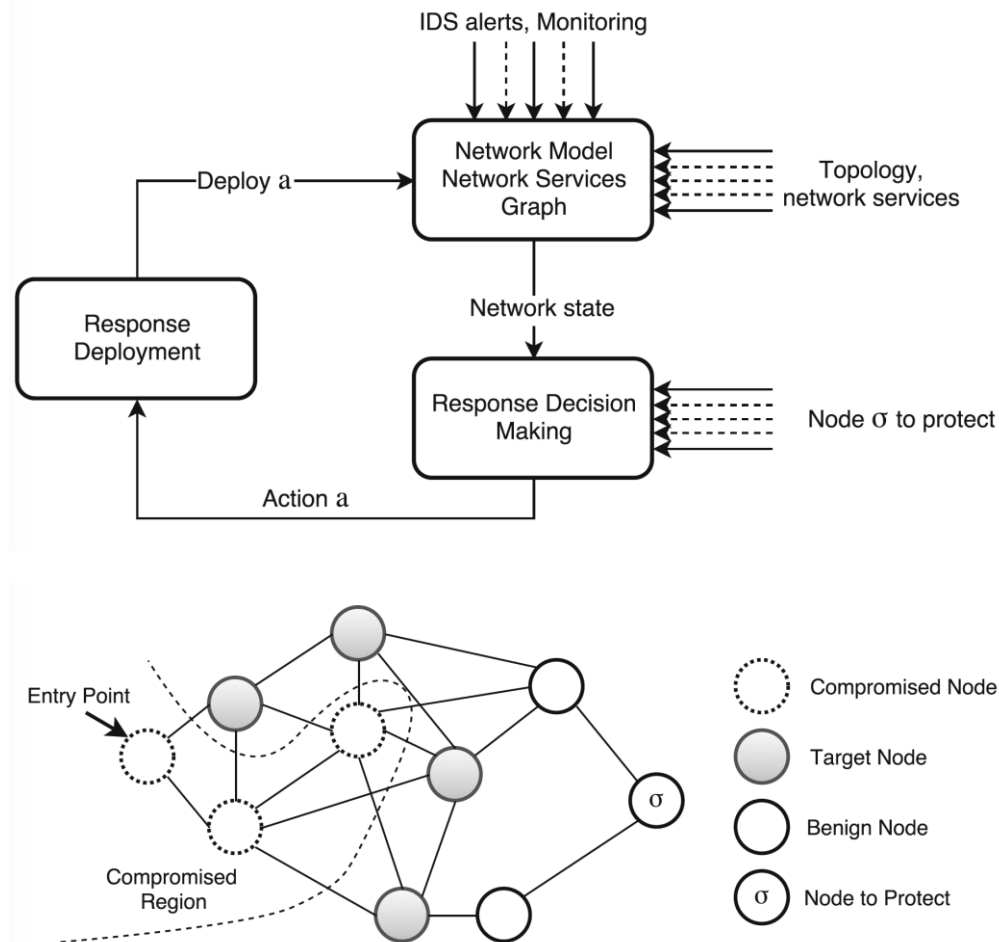 IDS alerts, Monitoring
Network Model
Network Services
Graph
Deploy a
Topology,
network services
Response
Deployment
Network state
Response Decision
Making
Node σ to protect
Action a
Entry Point
Compromised Node
Target Node
σ
Benign Node
Compromised
Region
σ
Node to Protect